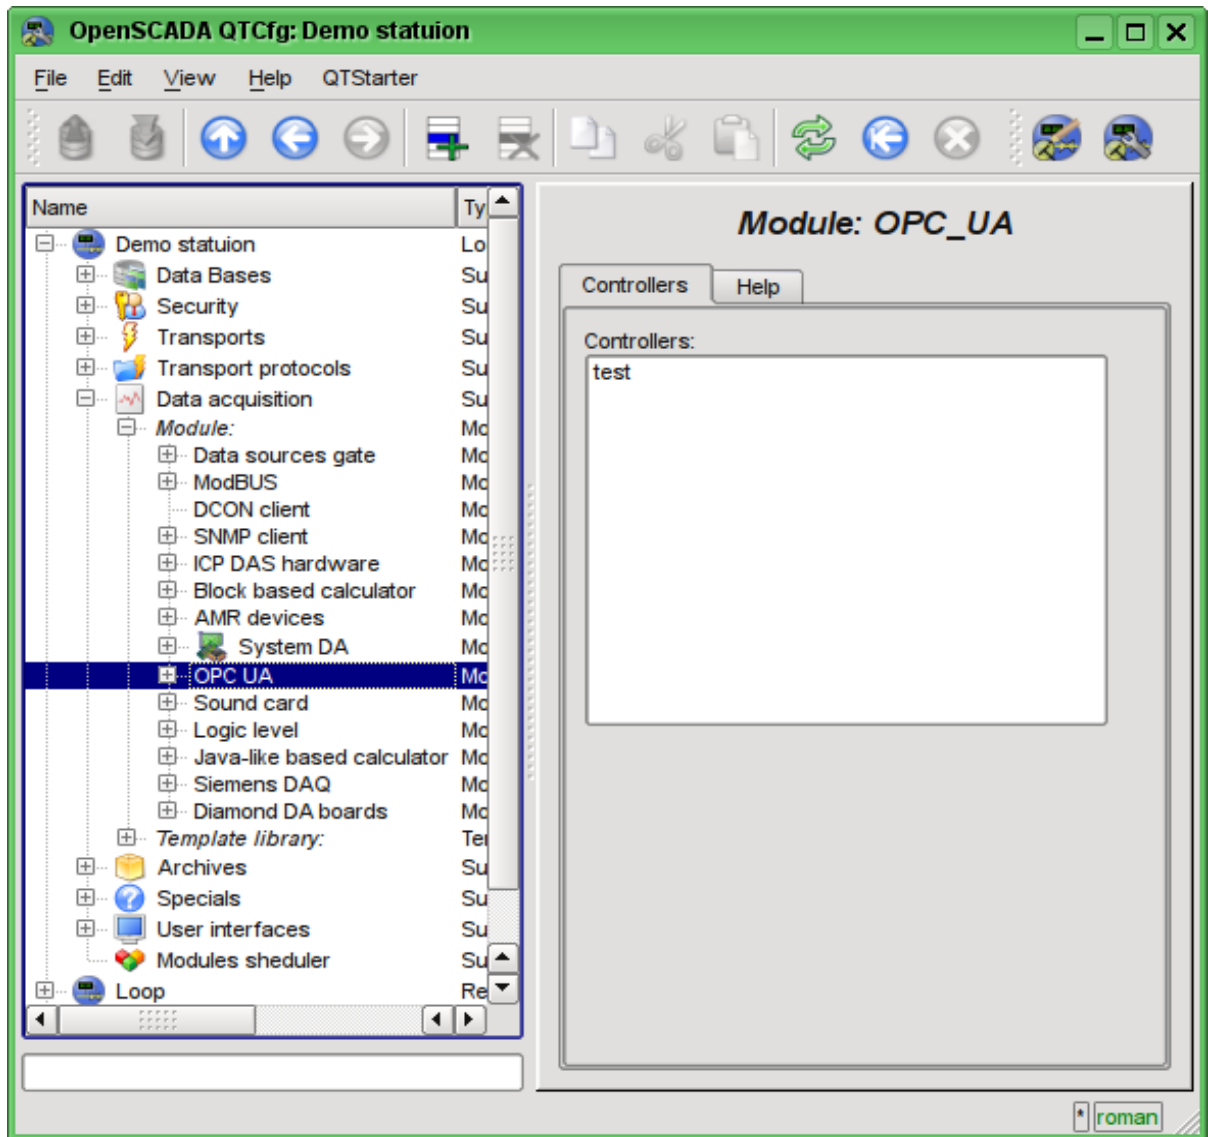 OpenSCADA QTCfg: Demo statuion
File Edit View Help QTStarter
Name Ty
Demo statuion Lo
Data Bases Su
Security Su
Transports Su
Transport protocols Su
Data acquisition Su
Module: Mo
Data sources gate Mo
ModBUS Mo
DCON client Mo
SNMP client Mo
ICP DAS hardware Mo
Block based calculator Mo
AMR devices Mo
System DA Mo
OPC UA Mo
Sound card Mo
Logic level Mo
Java-like based calculator Mo
Siemens DAQ Mo
Diamond DA boards Mo
Template library: Ter
Archives Su
Specials Su
User interfaces Su
Modules sheduler Su
Loop Re
Module: OPC_UA
Controllers Help
Controllers:
test
* roman